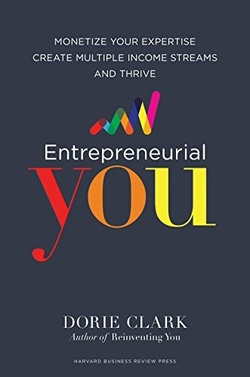 MONETIZE YOUR EXPERTISE
CREATE MULTIPLE INCOME STREAMS
AND THRIVE
Entrepreneurial
you
DORIE CLARK
Author of Reinventing You
HARVARD BUSINESS REVIEW PRESS